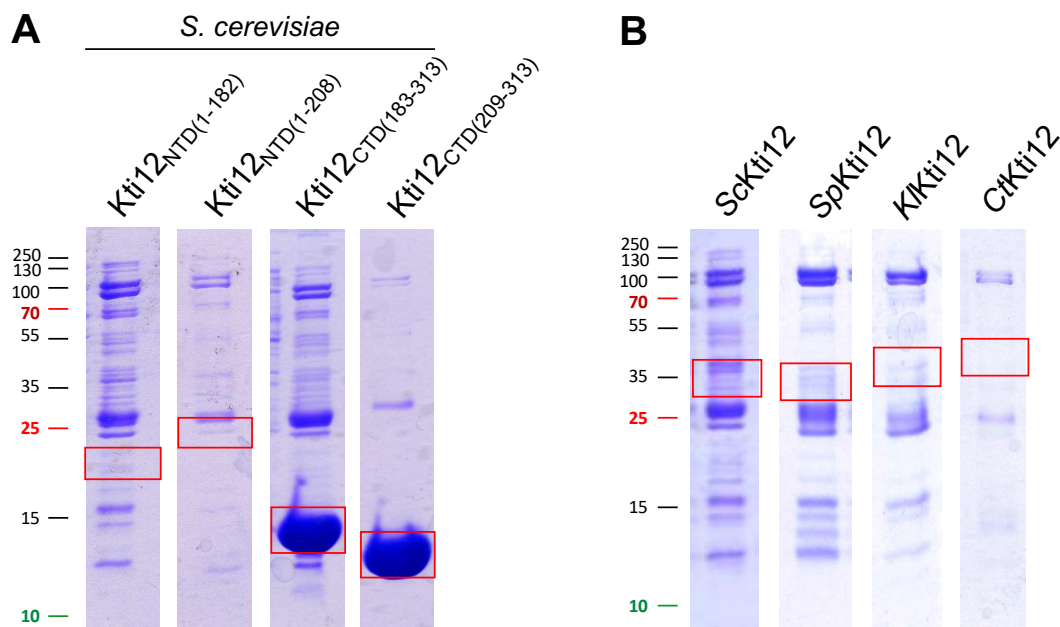 A
S. cerevisiae
Kti12NTD(1-182)
Kti12NTD(1-208)
Kti12CTD(183-313)
Kti12CTD(209-313)
250
130
100
70
55
35
25
15
10
B
ScKti12
SpKti12
KlKti12
CtKti12
250
130
100
70
55
35
25
15
10